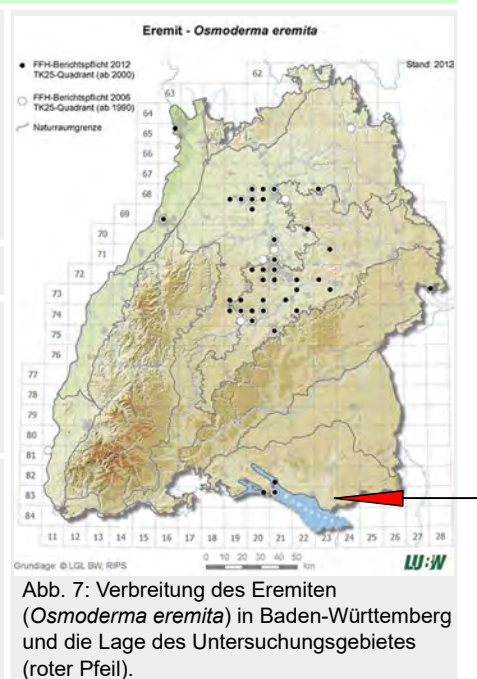 Eremit - Osmoderma eremita
FFH-Berichtspflicht 2012
TK25-Quadrant (ab 2000)
FFH-Berichtspflicht 2006
TK25-Quadrant (ab 1990)
Naturraumgrenze
Stand: 2012
62
63
64
65
66
67
68
69
70
71
72
73
74
75
76
77
78
79
80
81
82
83
84
11 12 13 14 15 16 17 18 19 20 21 22 23 24 25 26 27 28
0 10 20 30 40 50
km
Grundlage © LGL BW, RIPS
LU:W
Abb. 7: Verbreitung des Eremiten
(Osmoderma eremita) in Baden-Württemberg
und die Lage des Untersuchungsgebietes
(roter Pfeil).